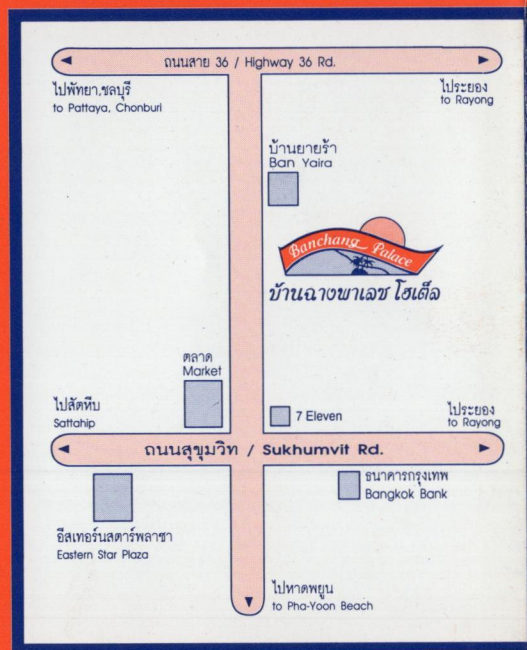 ถนนสาย 36 / Highway 36 Rd.
ไปพัทยา,ชลบุรี
to Pattaya, Chonburi
ไประยอง
to Rayong
บ้านยายร้า
Ban Yaira
Banchang Palace
บ้านฉางพาเลซ โฮเต็ล
ตลาด
Market
ไปสัตหีบ
Sattahip
7 Eleven
ไประยอง
to Rayong
ถนนสุขุมวิท / Sukhumvit Rd.
ธนาคารกรุงเทพ
Bangkok Bank
อีสเทอร์นสตาร์พลาซา
Eastern Star Plaza
ไปหาดพยูน
to Pha-Yoon Beach